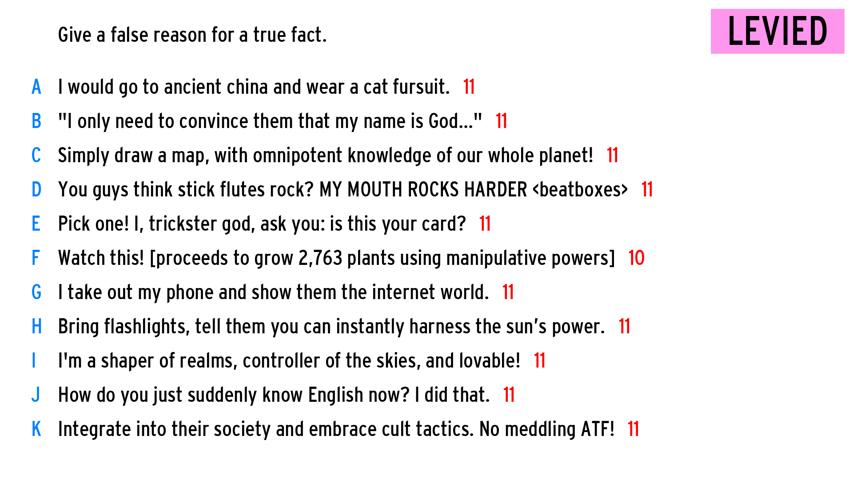 Give a false reason for a true fact.
LEVIED
A I would go to ancient china and wear a cat fursuit. 11
B "I only need to convince them that my name is God..." 11
C Simply draw a map, with omnipotent knowledge of our whole planet! 11
D You guys think stick flutes rock? MY MOUTH ROCKS HARDER <beatboxes> 11
E Pick one! I, trickster god, ask you: is this your card? 11
F Watch this! [proceeds to grow 2,763 plants using manipulative powers] 10
G I take out my phone and show them the internet world. 11
H Bring flashlights, tell them you can instantly harness the sun’s power. 11
I I'm a shaper of realms, controller of the skies, and lovable! 11
J How do you just suddenly know English now? I did that. 11
K Integrate into their society and embrace cult tactics. No meddling ATF! 11